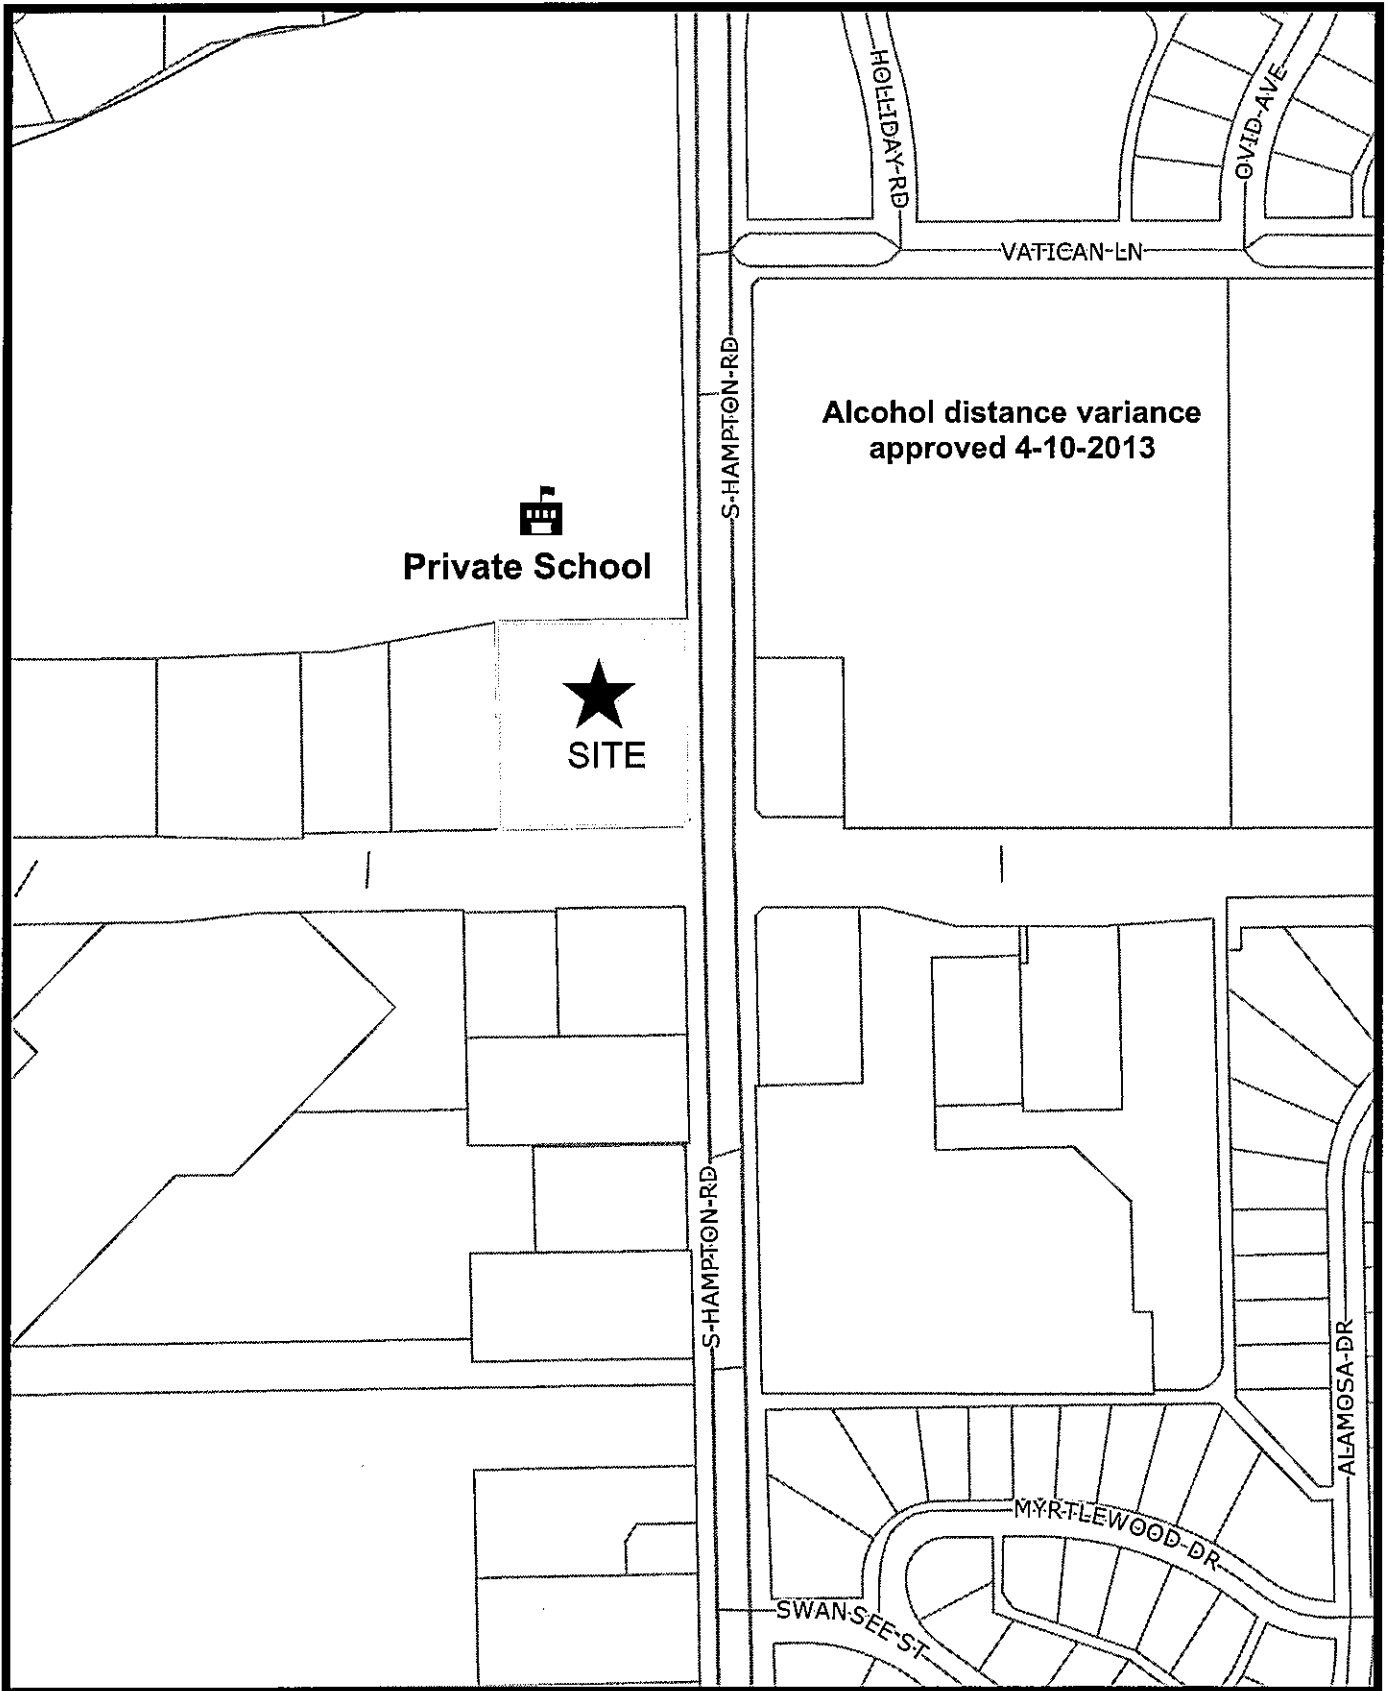 HOLLIDAY-RD
OVID-AVE
VATICAN-LN
S-HAMPTON-RD
Alcohol distance variance
approved 4-10-2013
Private School
SITE
S-HAMPTON-RD
ALAMOSA-DR
MYRTLEWOOD-DR
SWANSEE-ST